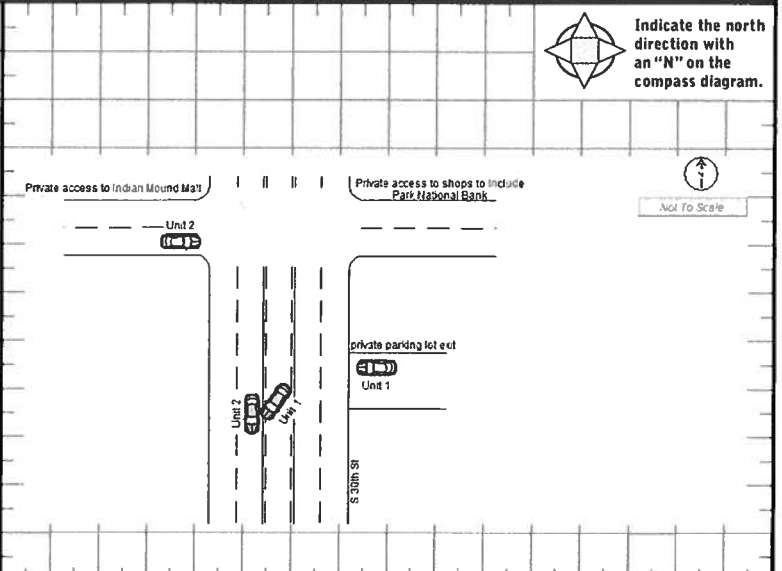 Indicate the north
direction with
an "N" on the
compass diagram.
Private access to Indian Mound Mall
Private access to shops to include
Park National Bank
Not To Scale
Unit 2
private parking lot exit
Unit 1
Unit 2
Unit 1
S 30th St